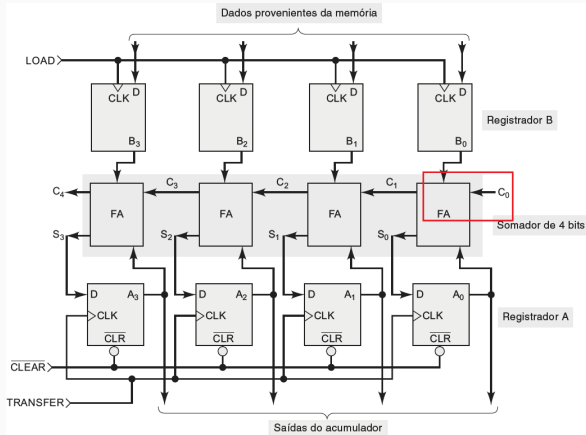 Dados provenientes da memória
LOAD
D D D D
CLK CLK CLK CLK
B3 B2 B1 B0
Registrador B
C4 C3 C2 C1 C0
FA FA FA FA
Somador de 4 bits
S3 S2 S1 S0
D A3 D A2 D A1 D A0
CLK CLK CLK CLK
Registrador A
CLR CLR CLR CLR
CLEAR
TRANSFER
Saídas do acumulador